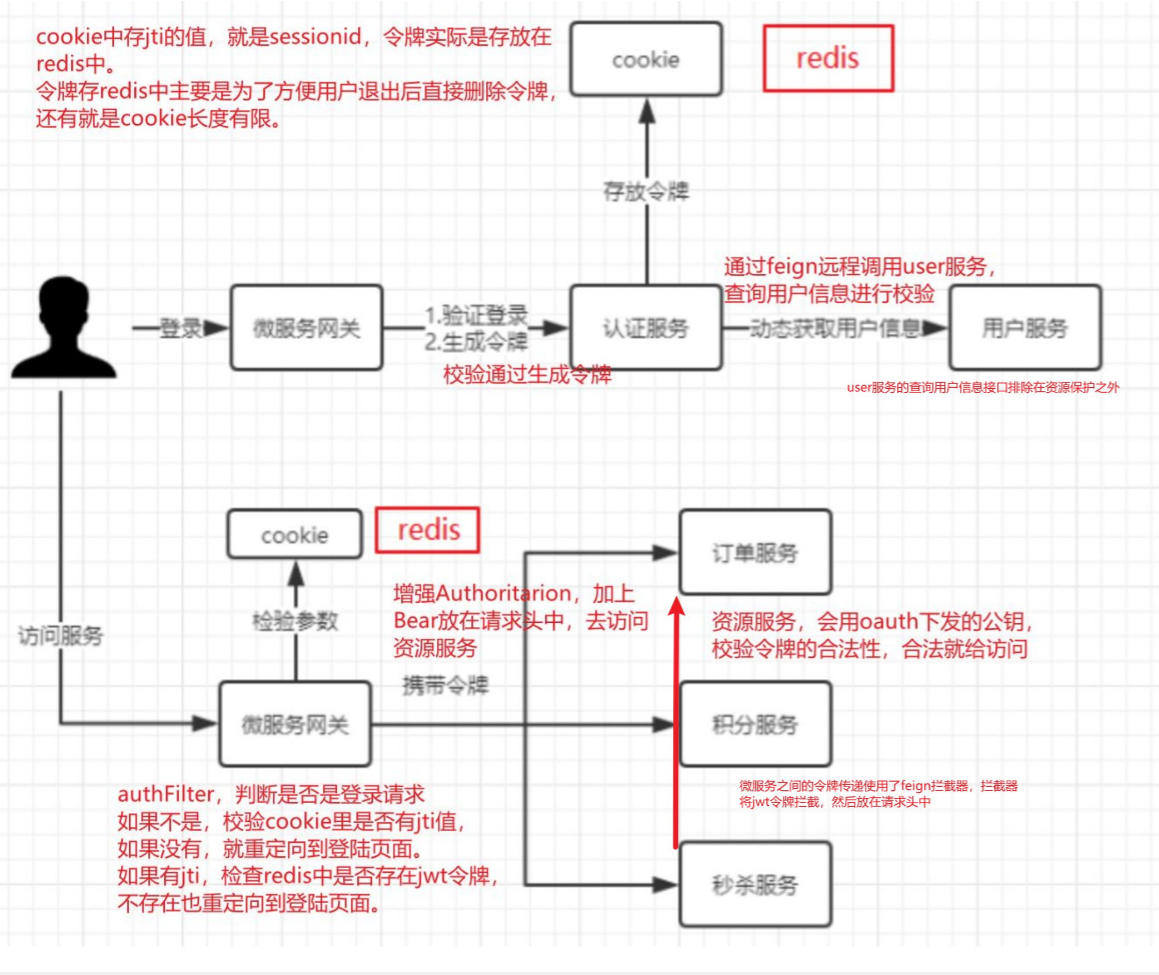 cookie中存jti的值，就是sessionid，令牌实际是存放在
redis中。
令牌存redis中主要是为了方便用户退出后直接删除令牌，
还有就是cookie长度有限。
cookie
redis
存放令牌
通过feign远程调用user服务，
查询用户信息进行校验
登录
微服务网关
1.验证登录
2.生成令牌
校验通过生成令牌
认证服务
动态获取用户信息
用户服务
user服务的查询用户信息接口排除在资源保护之外
cookie
redis
检验参数
访问服务
增强Authoritarion，加上
Bear放在请求头中，去访问
资源服务
携带令牌
微服务网关
订单服务
资源服务，会用oauth下发的公钥，
校验令牌的合法性，合法就给访问
积分服务
微服务之间的令牌传递使用了feign拦截器，拦截器
将jwt令牌拦截，然后放在请求头中
秒杀服务
authFilter，判断是否是登录请求
如果不是，校验cookie里是否有jti值，
如果没有，就重定向到登陆页面。
如果有jti，检查redis中是否存在jwt令牌，
不存在也重定向到登陆页面。